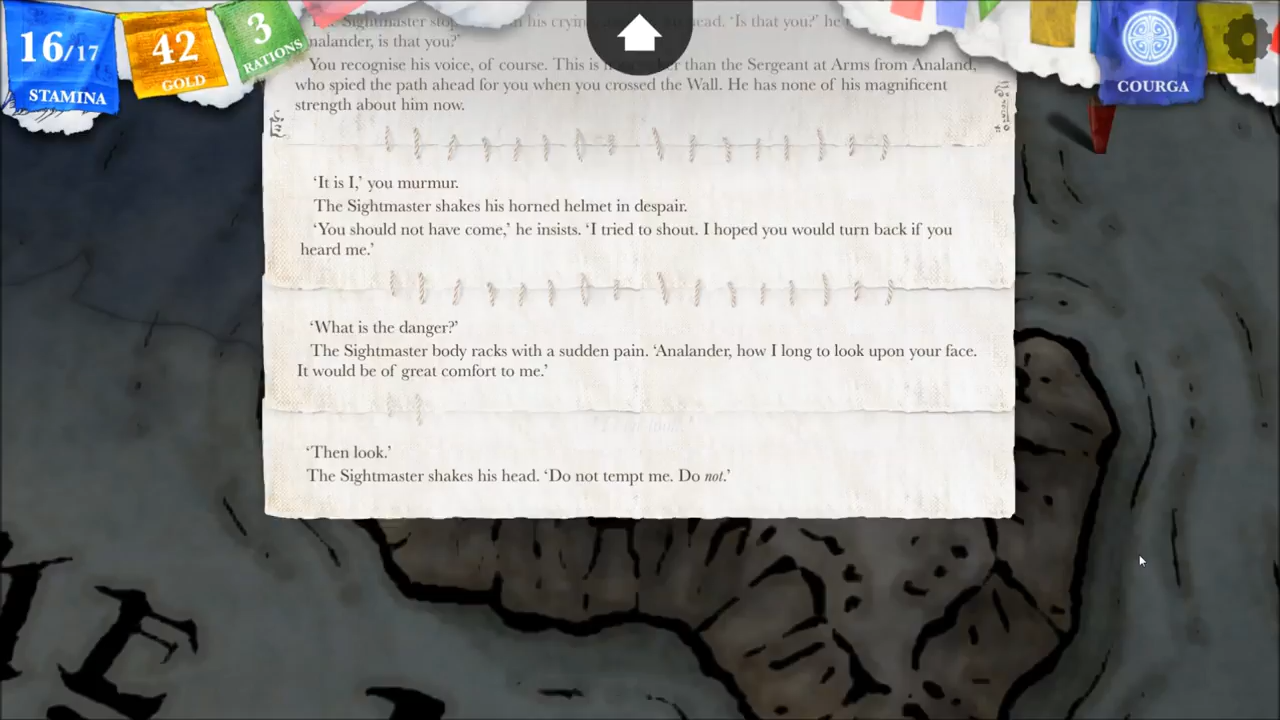 16/17
STAMINA
42
GOLD
3
RATIONS
COURGA
The Sightmaster stop his crying head. 'Is that you?' he
nalander, is that you?'
You recognise his voice, of course. This is than the Sergeant at Arms from Analand,
who spied the path ahead for you when you crossed the Wall. He has none of his magnificent
strength about him now.
'It is I,' you murmur.
The Sightmaster shakes his horned helmet in despair.
'You should not have come,' he insists. 'I tried to shout. I hoped you would turn back if you
heard me.'
'What is the danger?'
The Sightmaster body racks with a sudden pain. 'Analander, how I long to look upon your face.
It would be of great comfort to me.'
'Then look.'
The Sightmaster shakes his head. 'Do not tempt me. Do not.'
E